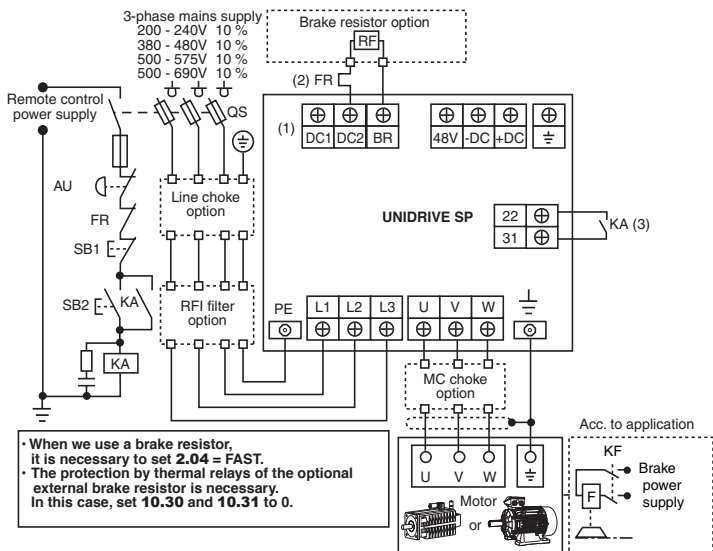 3-phase mains supply
200 - 240V 10 %
380 - 480V 10 %
500 - 575V 10 %
500 - 690V 10 %
Brake resistor option
RF
(2) FR
Remote control
power supply
QS
(1)
DC1 DC2 BR
48V -DC +DC
AU
Line choke
option
UNIDRIVE SP
22
31
KA (3)
FR
SB1
SB2
KA
RFI filter
option
PE
L1 L2 L3
U V W
KA
MC choke
option
• When we use a brake resistor,
it is necessary to set 2.04 = FAST.
• The protection by thermal relays of the optional
external brake resistor is necessary.
In this case, set 10.30 and 10.31 to 0.
U V W
Motor
or
Acc. to application
KF
F
Brake
power
supply